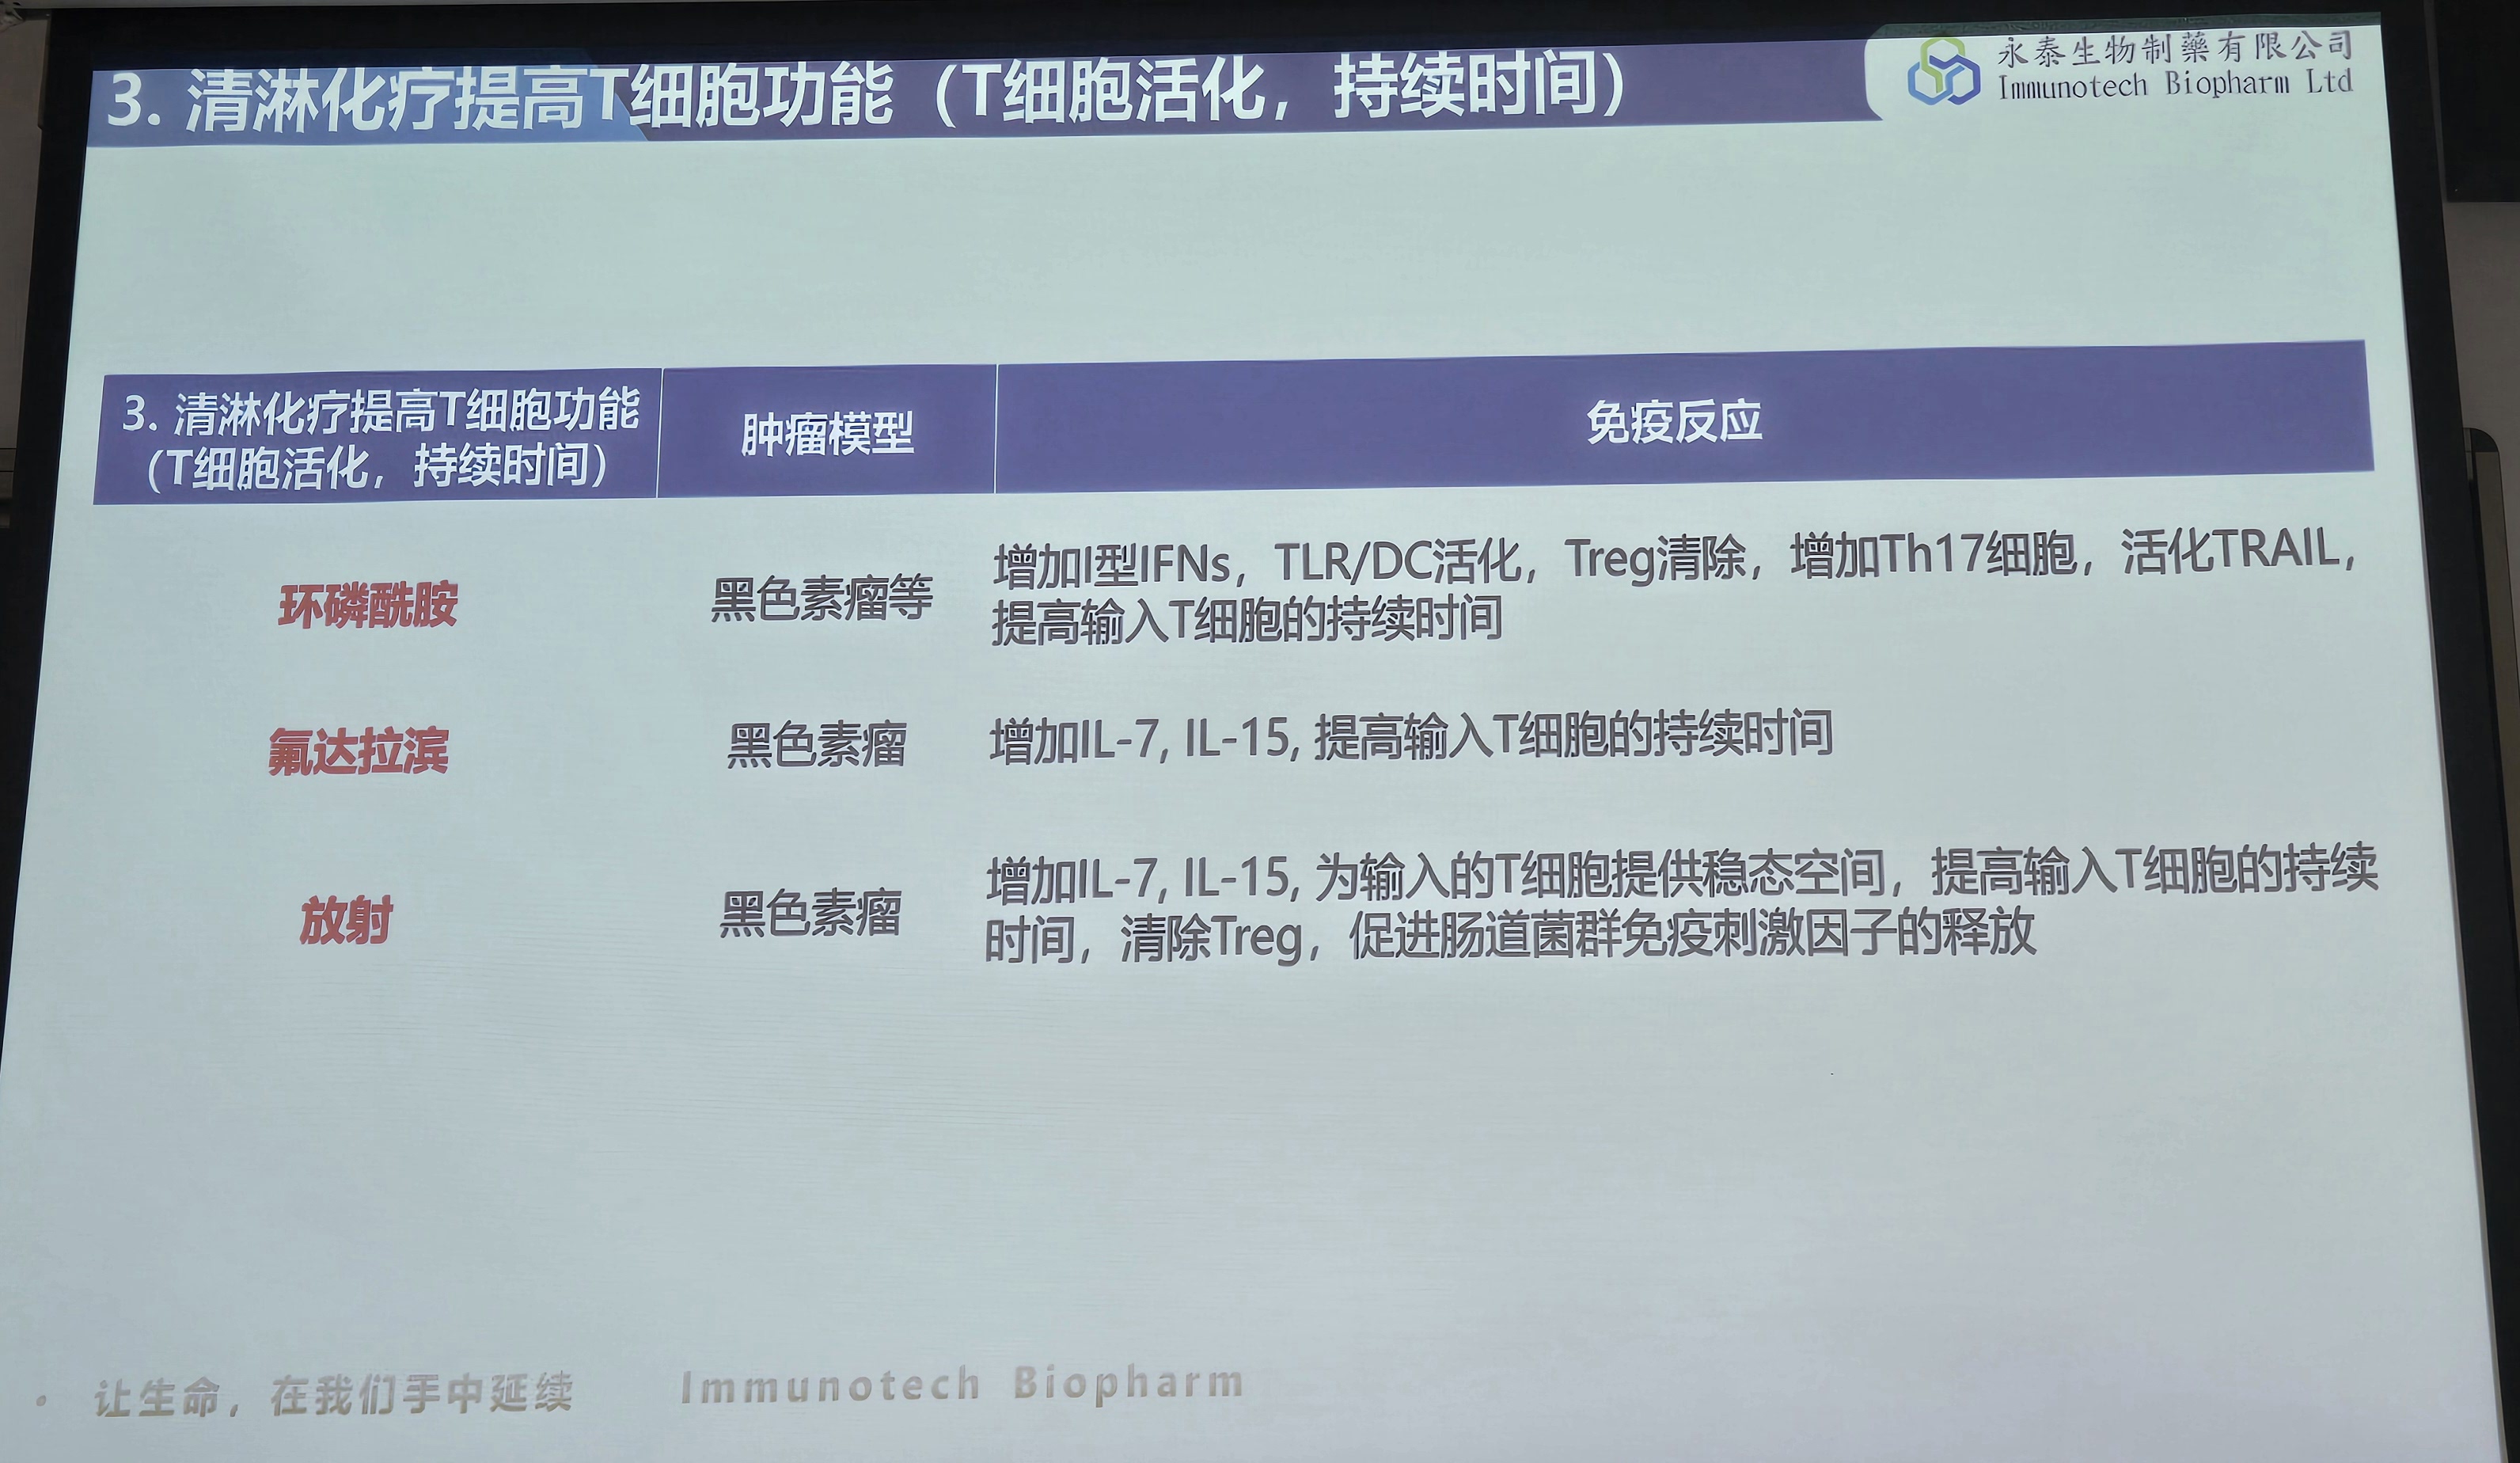 3. 清淋化疗提高T细胞功能（T细胞活化，持续时间）
永泰生物制藥有限公司
Immunotech Biopharm Ltd
3. 清淋化疗提高T细胞功能
（T细胞活化，持续时间）
肿瘤模型
免疫反应
环磷酰胺
黑色素瘤等
增加I型IFNs，TLR/DC活化，Treg清除，增加Th17细胞，活化TRAIL，
提高输入T细胞的持续时间
氟达拉滨
黑色素瘤
增加IL-7, IL-15, 提高输入T细胞的持续时间
放射
黑色素瘤
增加IL-7, IL-15, 为输入的T细胞提供稳态空间，提高输入T细胞的持续
时间，清除Treg，促进肠道菌群免疫刺激因子的释放
• 让生命，在我们手中延续 Immunotech Biopharm